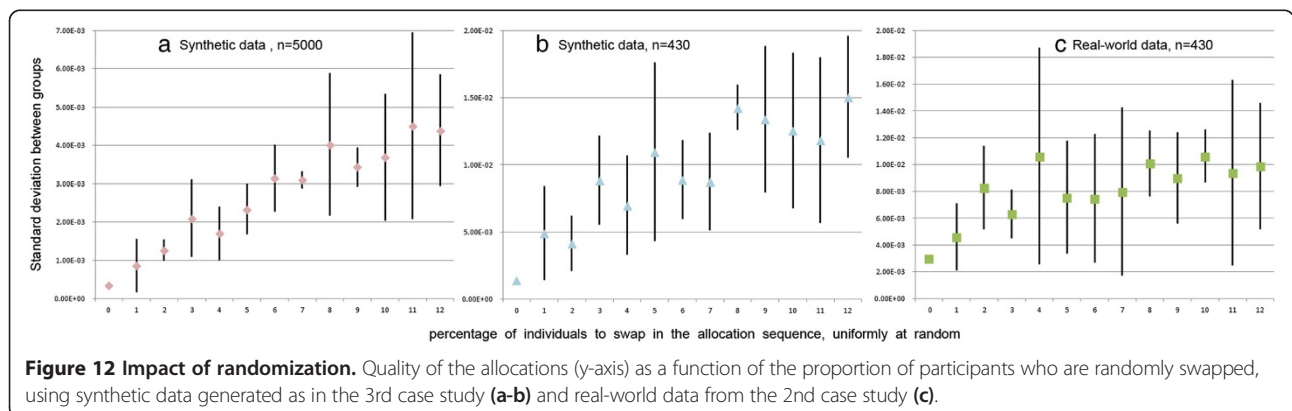 a Synthetic data , n=5000
Standard deviation between groups
7.00E-03
6.00E-03
5.00E-03
4.00E-03
3.00E-03
2.00E-03
1.00E-03
0.00E+00
0 1 2 3 4 5 6 7 8 9 10 11 12
b Synthetic data, n=430
2.00E-02
1.50E-02
1.00E-02
5.00E-03
0.00E+00
0 1 2 3 4 5 6 7 8 9 10 11 12
c Real-world data, n=430
2.00E-02
1.80E-02
1.60E-02
1.40E-02
1.20E-02
1.00E-02
8.00E-03
6.00E-03
4.00E-03
2.00E-03
0.00E+00
0 1 2 3 4 5 6 7 8 9 10 11 12
percentage of individuals to swap in the allocation sequence, uniformly at random
Figure 12 Impact of randomization. Quality of the allocations (y-axis) as a function of the proportion of participants who are randomly swapped,
using synthetic data generated as in the 3rd case study (a-b) and real-world data from the 2nd case study (c).